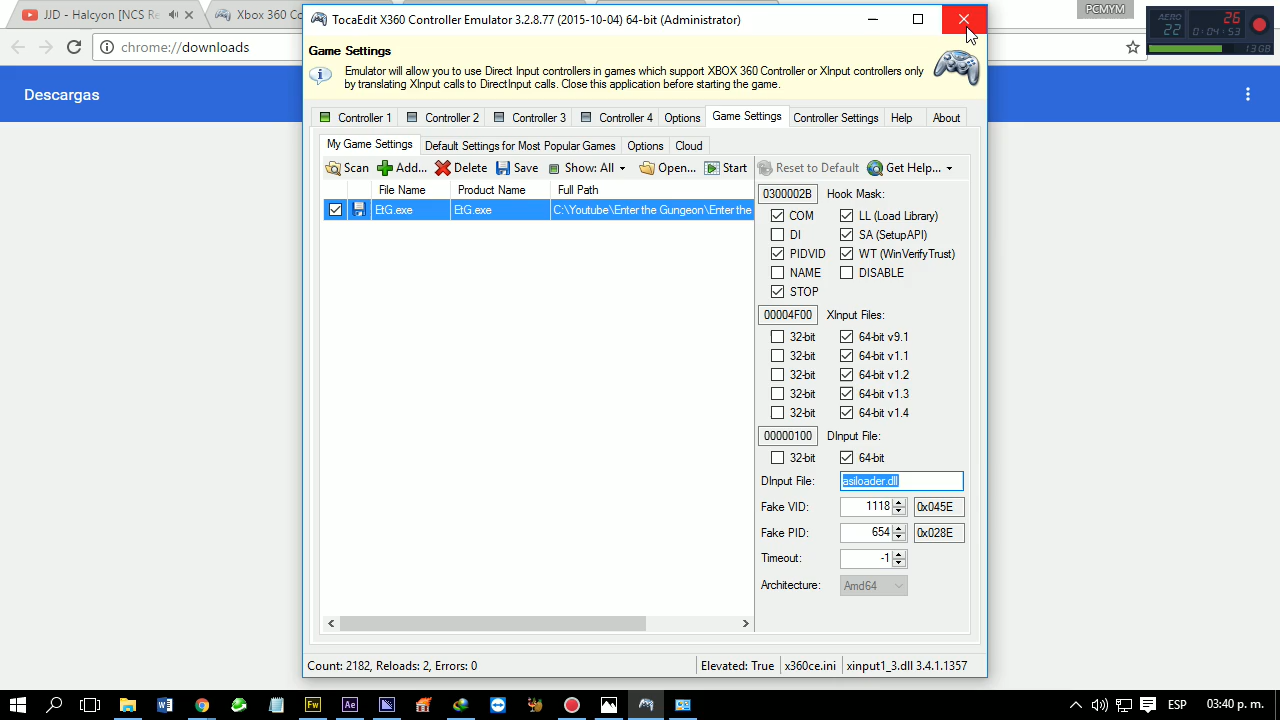 JJD - Halcyon [NCS Re
Xbox 360 Co
TocaEdit X360 Controller Emulator 3.2.9.77 (2015-10-04) 64-bit (Administrator)
PCMYM
AERO
22
26
0:04:53
13GB
chrome://downloads
Descargas
Game Settings
Emulator will allow you to use Direct Input controllers in games which support XBOX 360 Controller or XInput controllers only
by translating XInput calls to DirectInput calls. Close this application before starting the game.
Controller 1 Controller 2 Controller 3 Controller 4 Options Game Settings Controller Settings Help About
My Game Settings Default Settings for Most Popular Games Options Cloud
Scan Add... Delete Save Show: All Open... Start Reset to Default Get Help...
File Name Product Name Full Path
EtG.exe EtG.exe C:\Youtube\Enter the Gungeon\Enter the
0300002B Hook Mask:
COM LL (Load Library)
DI SA (SetupAPI)
PIDVID WT (WinVerifyTrust)
NAME DISABLE
STOP
00004F00 XInput Files:
32-bit 64-bit v9.1
32-bit 64-bit v1.1
32-bit 64-bit v1.2
32-bit 64-bit v1.3
32-bit 64-bit v1.4
00000100 DInput File:
32-bit 64-bit
DInput File: asiloader.dll
Fake VID: 1118 0x045E
Fake PID: 654 0x028E
Timeout: -1
Architecture: Amd64
Count: 2182, Reloads: 2, Errors: 0 Elevated: True x360ce.ini xinput1_3.dll 3.4.1.1357
Fw Ae ESP 03:40 p. m.